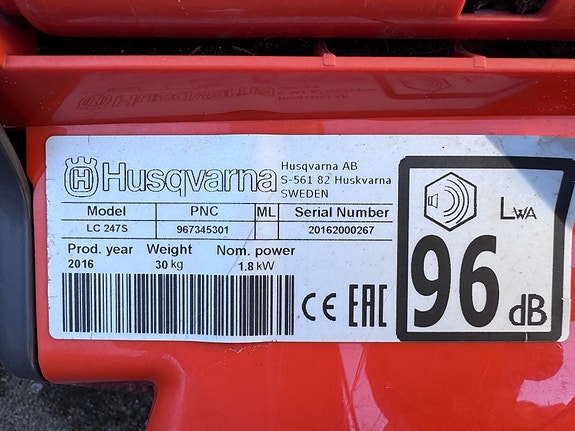 Husqvarna
Husqvarna AB
S-561 82 Huskvarna
SWEDEN
Model PNC ML Serial Number
LC 247S 967345301 20162000267
Prod. year Weight Nom. power
2016 30 kg 1.8 kW
CE EAC
LWA
96 dB